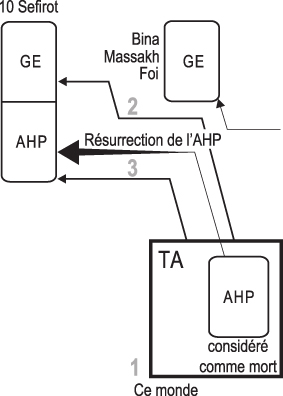 10 Sefirot
Bina
Massakh
Foi
GE
GE
2
AHP
Résurrection de l'AHP
3
TA
AHP
considéré
comme mort
1
Ce monde